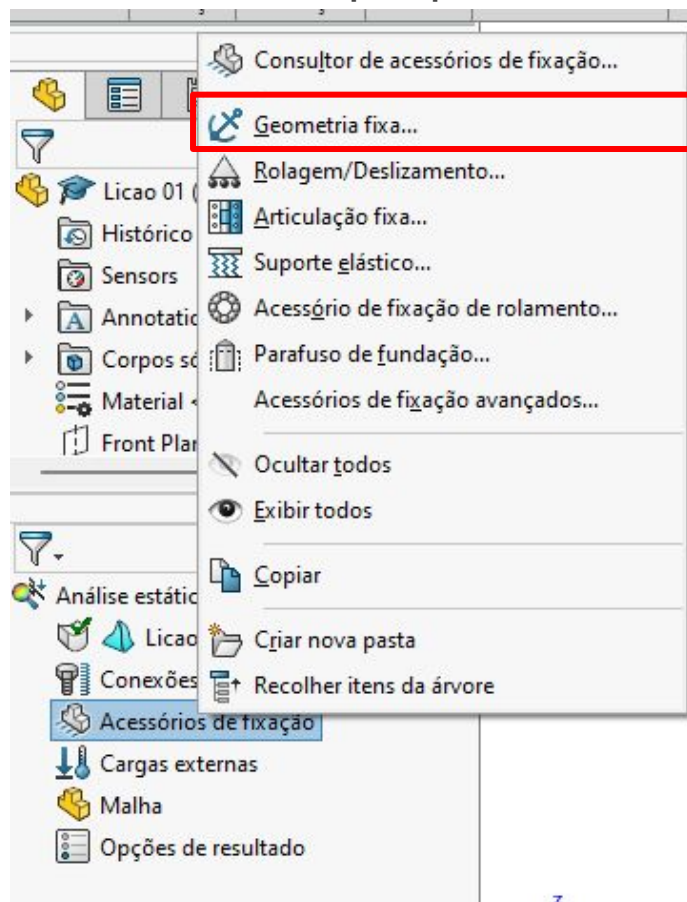 Consultor de acessórios de fixação...
Geometria fixa...
Rolagem/Deslizamento...
Articulação fixa...
Suporte elástico...
Acessório de fixação de rolamento...
Parafuso de fundação...
Acessórios de fixação avançados...
Ocultar todos
Exibir todos
Copiar
Criar nova pasta
Recolher itens da árvore
Licao 01 (
Histórico
Sensors
Annotatic
Corpos só
Material <
Front Plar
Análise estátic
Licao
Conexões
Acessórios de fixação
Cargas externas
Malha
Opções de resultado